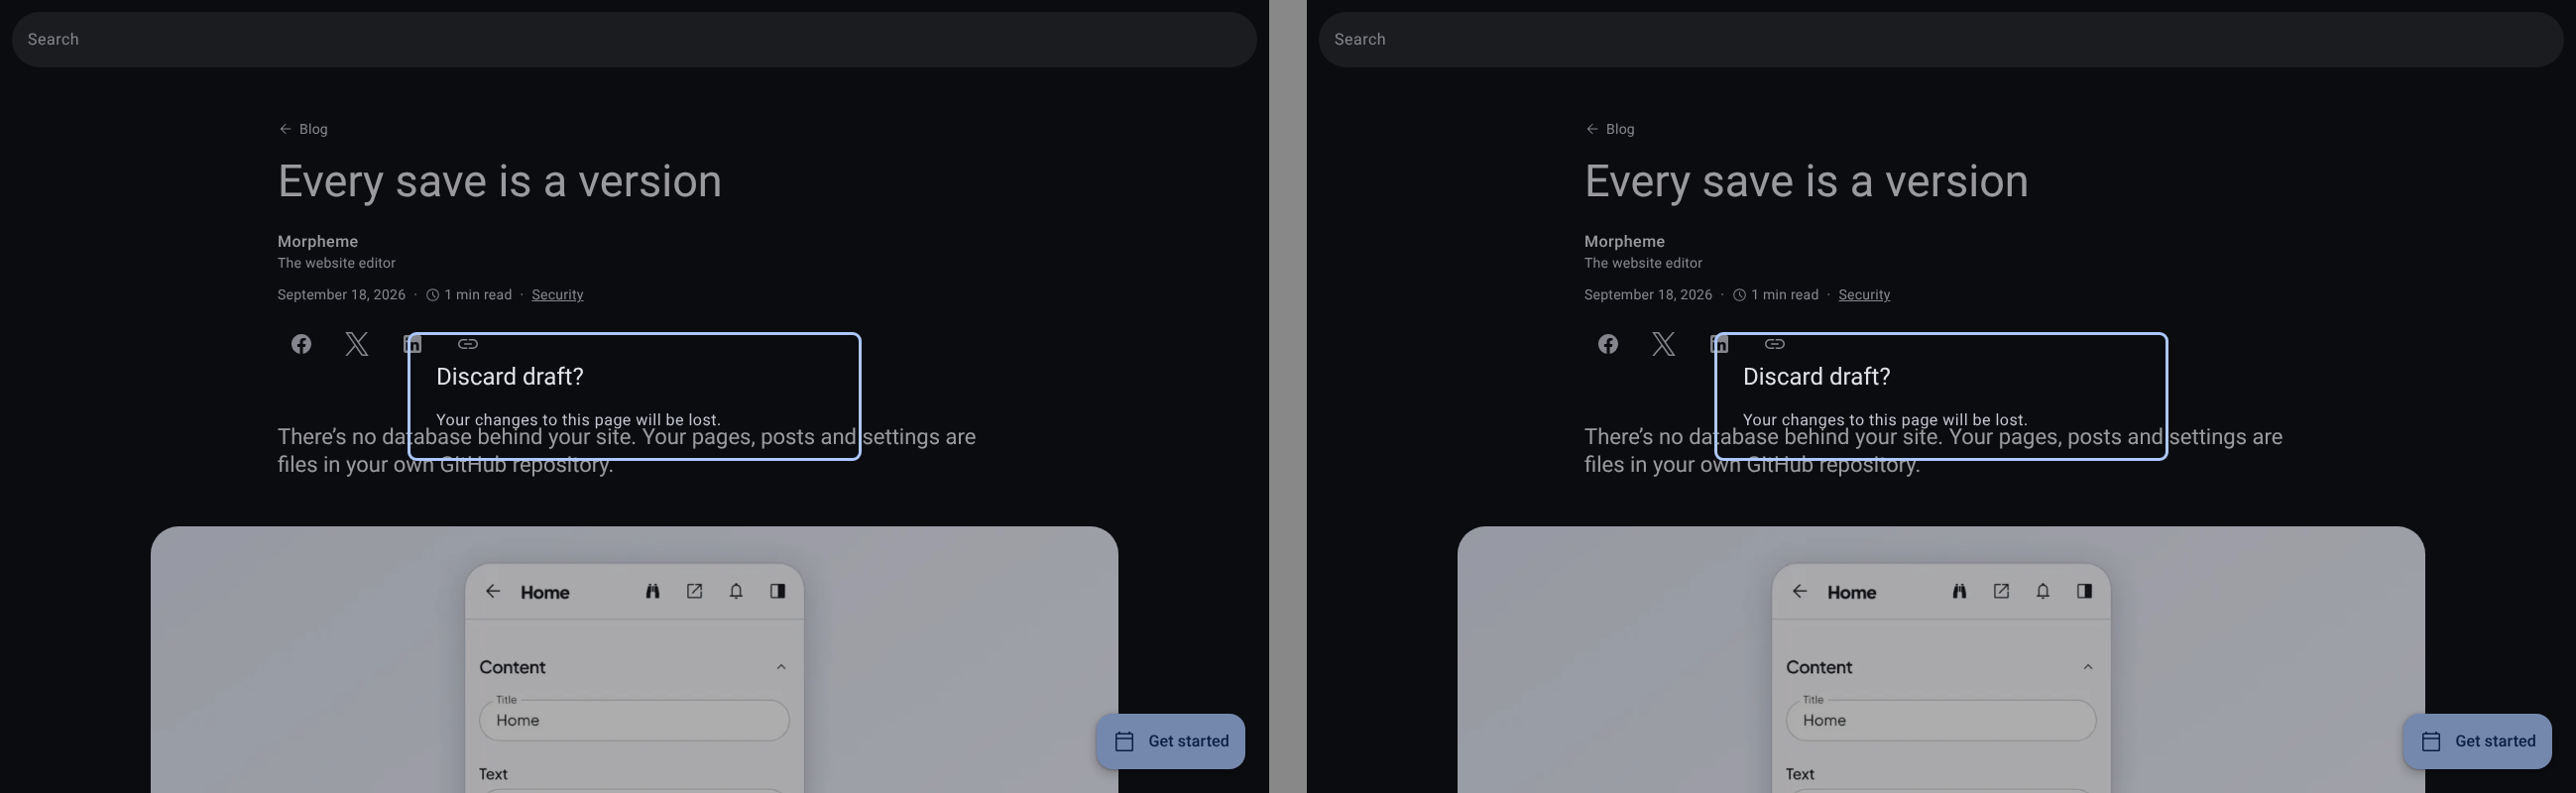 Search
Blog
Every save is a version
Morpheme
The website editor
September 18, 2026 · 1 min read · Security
Discard draft?
Your changes to this page will be lost.
There’s no database behind your site. Your pages, posts and settings are
files in your own GitHub repository.
Home
Content
Title
Home
Text
Get started
Search
Blog
Every save is a version
Morpheme
The website editor
September 18, 2026 · 1 min read · Security
Discard draft?
Your changes to this page will be lost.
There’s no database behind your site. Your pages, posts and settings are
files in your own GitHub repository.
Home
Content
Title
Home
Text
Get started